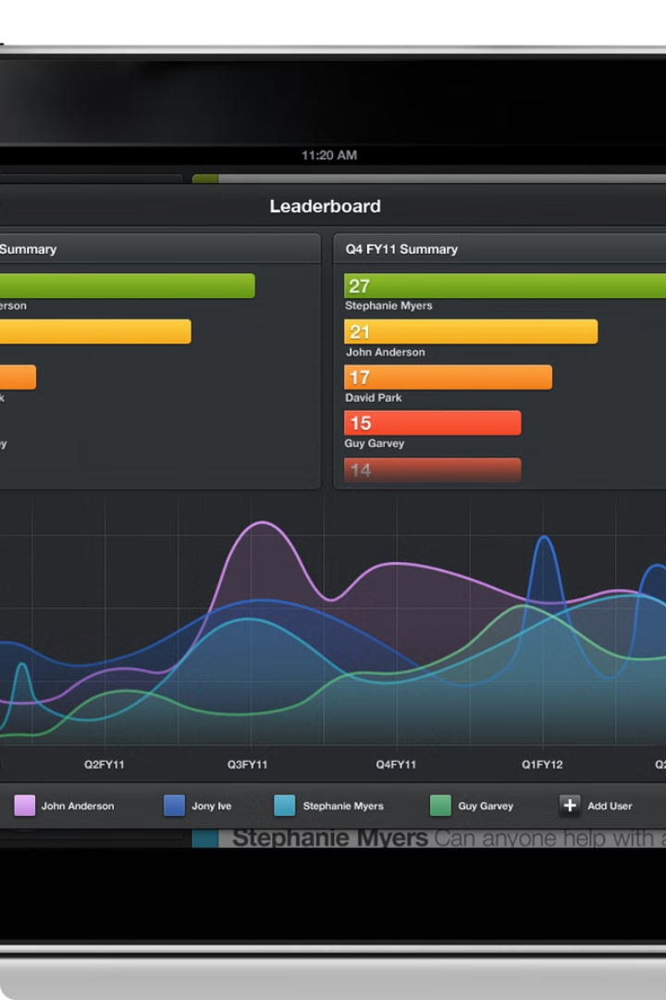 11:20 AM
Leaderboard
Summary
erson
k
y
Q4 FY11 Summary
27
Stephanie Myers
21
John Anderson
17
David Park
15
Guy Garvey
14
Q2FY11
Q3FY11
Q4FY11
Q1FY12
Q2
John Anderson
Jony Ive
Stephanie Myers
Guy Garvey
+ Add User
Stephanie Myers Can anyone help with a